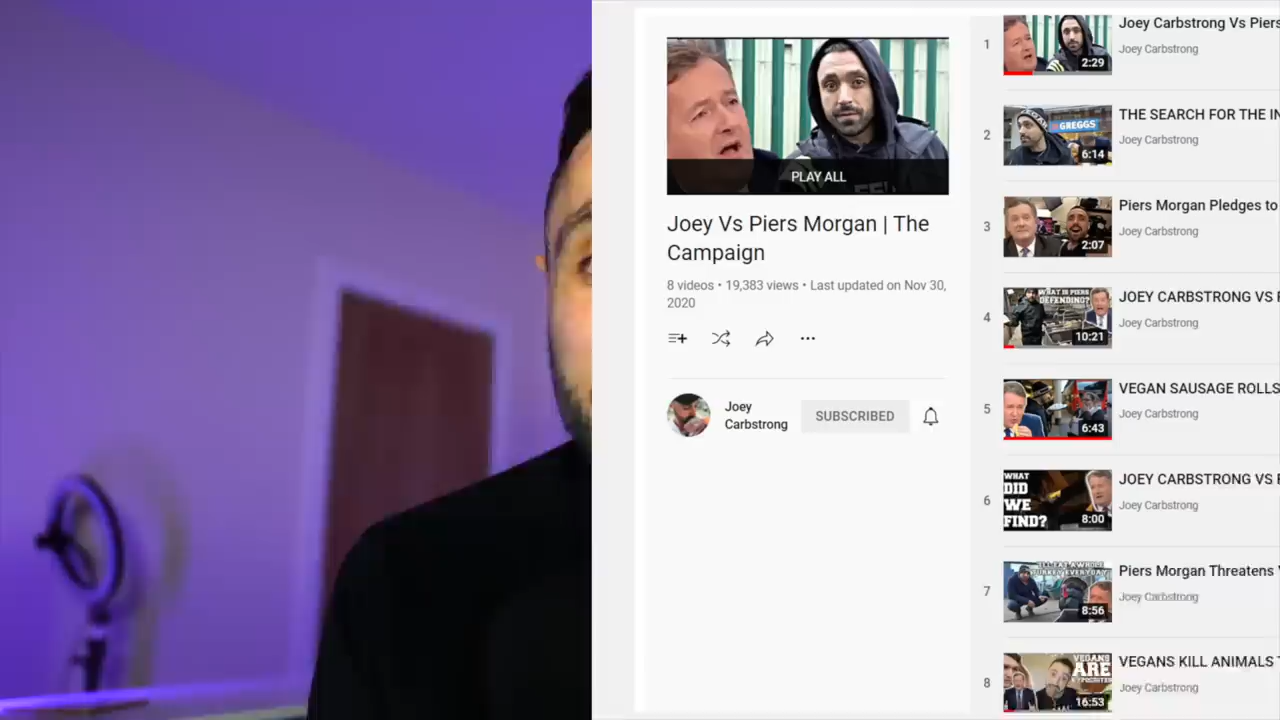 PLAY ALL
Joey Vs Piers Morgan | The
Campaign
8 videos • 19,383 views • Last updated on Nov 30,
2020
Joey
Carbstrong
SUBSCRIBED
1
2:29
Joey Carbstrong Vs Piers
Joey Carbstrong
2
GREGGS
6:14
THE SEARCH FOR THE
Joey Carbstrong
3
2:07
Piers Morgan Pledges to
Joey Carbstrong
4
WHAT IS PIERS
DEFENDING?
10:21
JOEY CARBSTRONG VS
Joey Carbstrong
5
6:43
VEGAN SAUSAGE ROLLS
Joey Carbstrong
6
WHAT
DID
WE
FIND?
8:00
JOEY CARBSTRONG VS
Joey Carbstrong
7
I'LL EAT A WHOLE
TURKEY EVERYDAY
8:56
Piers Morgan Threatens
Joey Carbstrong
8
VEGANS
ARE
16:53
VEGANS KILL ANIMALS
Joey Carbstrong